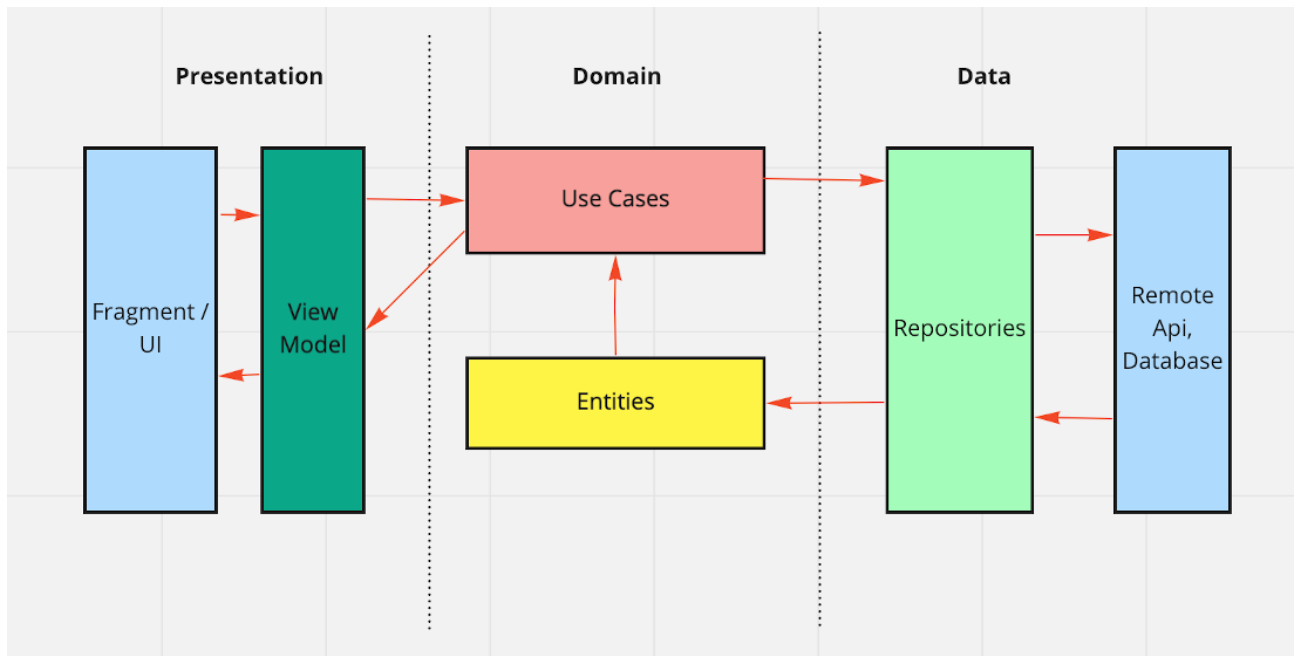 Presentation
Domain
Data
Fragment /
UI
View
Model
Use Cases
Entities
Repositories
Remote
Api,
Database